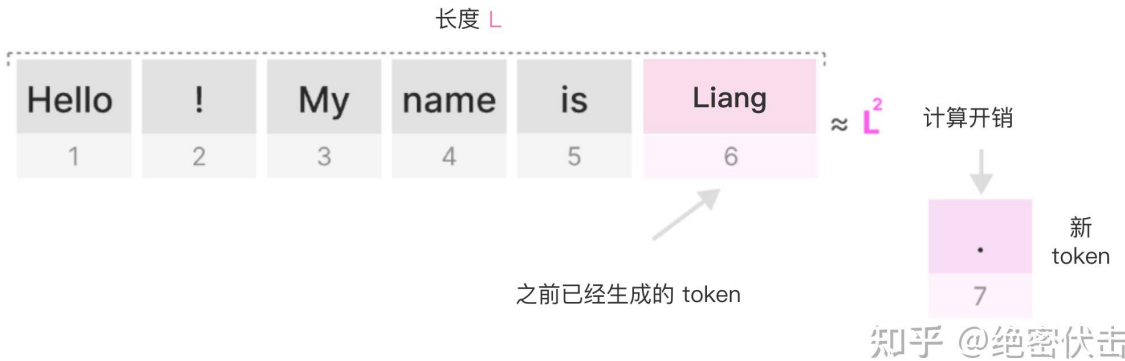 长度 L
Hello ! My name is Liang
1 2 3 4 5 6
≈ L²
计算开销
.
7
新
token
之前已经生成的 token
知乎 @绝密伏击